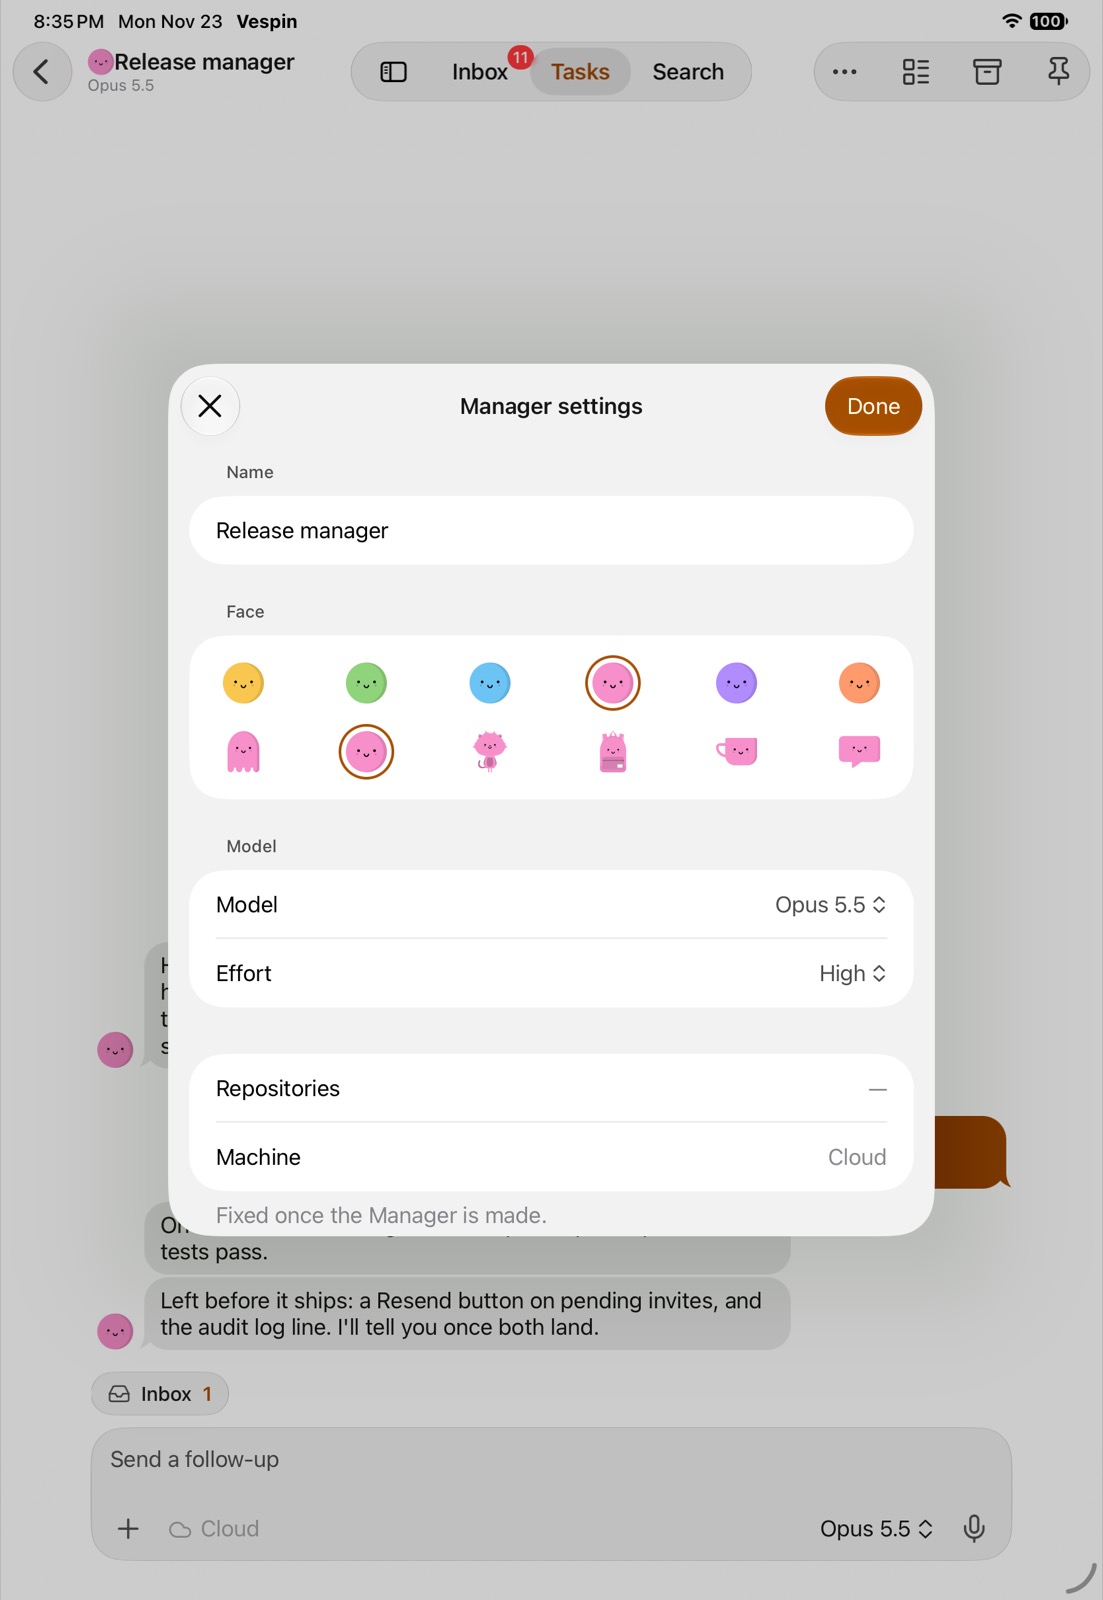 8:35 PM Mon Nov 23 Vespin
100
Release manager
Opus 5.5
Inbox 11 Tasks Search
Manager settings
Done
Name
Release manager
Face
Model
Model Opus 5.5
Effort High
Repositories —
Machine Cloud
Fixed once the Manager is made.
tests pass.
Left before it ships: a Resend button on pending invites, and
the audit log line. I'll tell you once both land.
Inbox 1
Send a follow-up
Cloud Opus 5.5